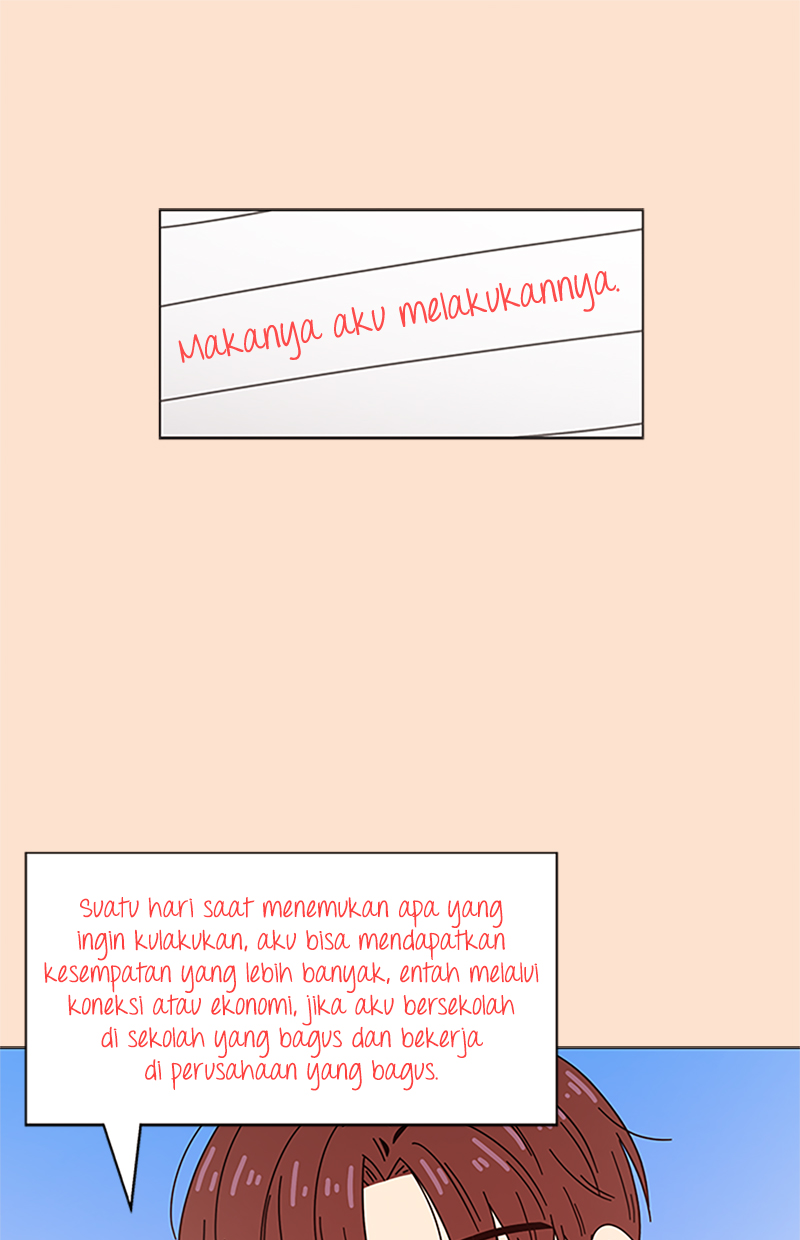 Makanya aku melakukannya.
Suatu hari saat menemukan apa yang
ingin kulakukan, aku bisa mendapatkan
kesempatan yang lebih banyak, entah melalui
koneksi atau ekonomi, jika aku bersekolah
di sekolah yang bagus dan bekerja
di perusahaan yang bagus.